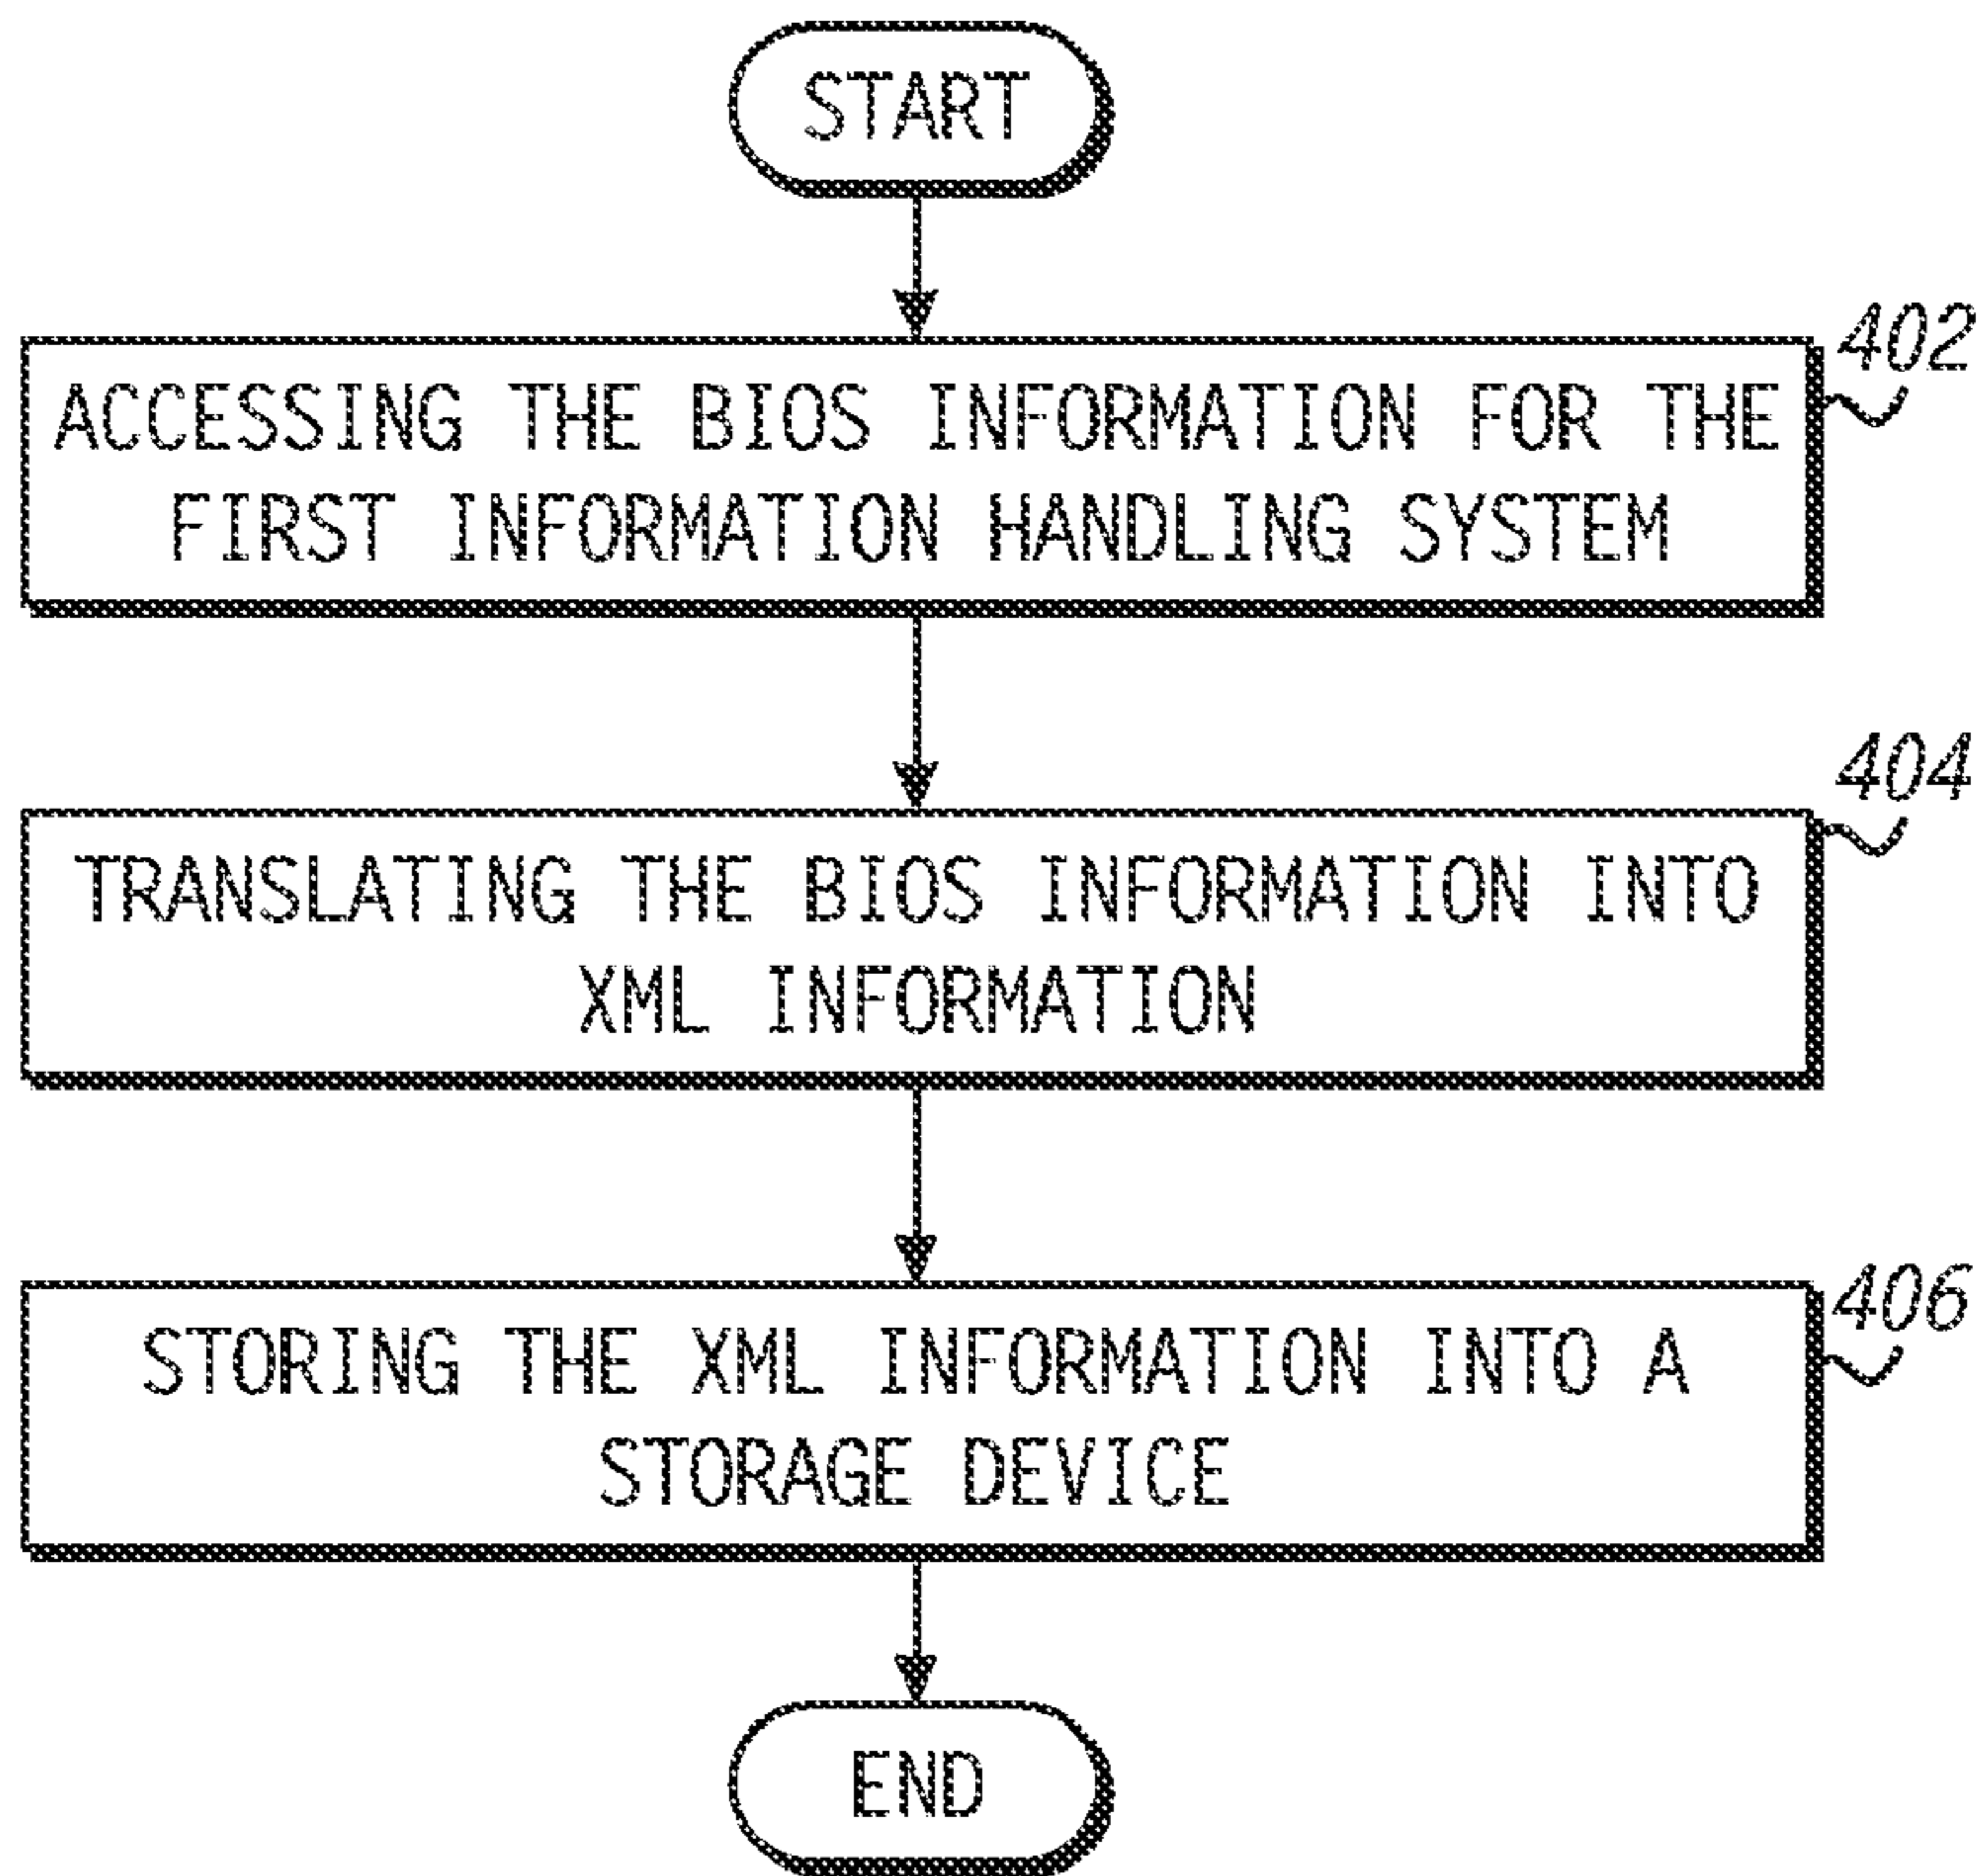 START
402
ACCESSING THE BIOS INFORMATION FOR THE
FIRST INFORMATION HANDLING SYSTEM
404
TRANSLATING THE BIOS INFORMATION INTO
XML INFORMATION
406
STORING THE XML INFORMATION INTO A
STORAGE DEVICE
END